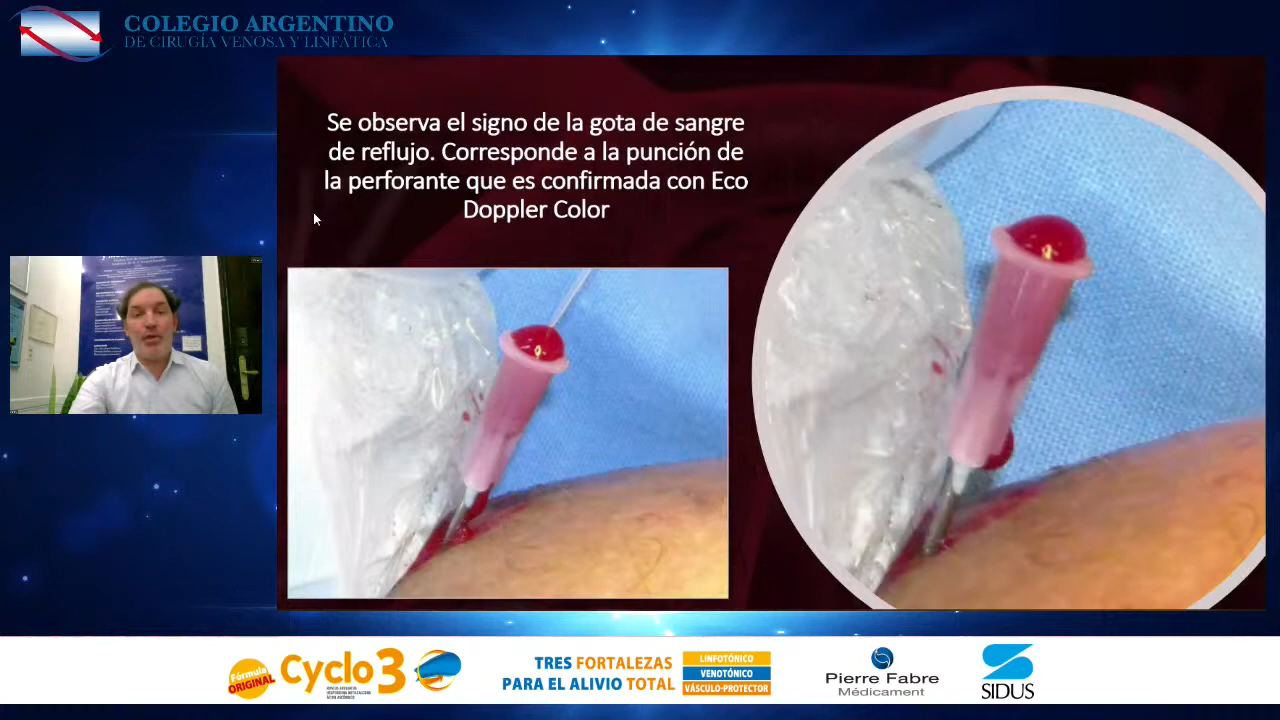 COLEGIO ARGENTINO
DE CIRUGÍA VENOSA Y LINFÁTICA
Se observa el signo de la gota de sangre
de reflujo. Corresponde a la punción de
la perforante que es confirmada con Eco
Doppler Color
Fórmula
ORIGINAL
Cyclo 3
TRES FORTALEZAS
PARA EL ALIVIO TOTAL
LINFOTÓNICO
VENOTÓNICO
VÁSCULO-PROTECTOR
Pierre Fabre
Médicament
SIDUS